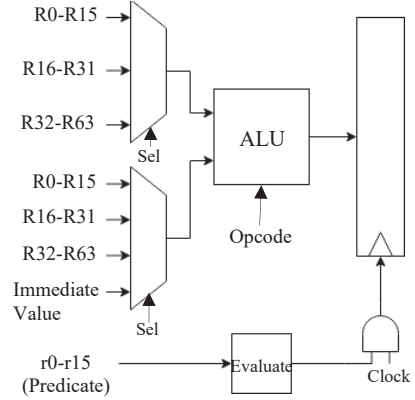 R0-R15
R16-R31
R32-R63
Sel
R0-R15
R16-R31
R32-R63
Immediate
Value
Sel
ALU
Opcode
r0-r15
(Predicate)
Evaluate
Clock